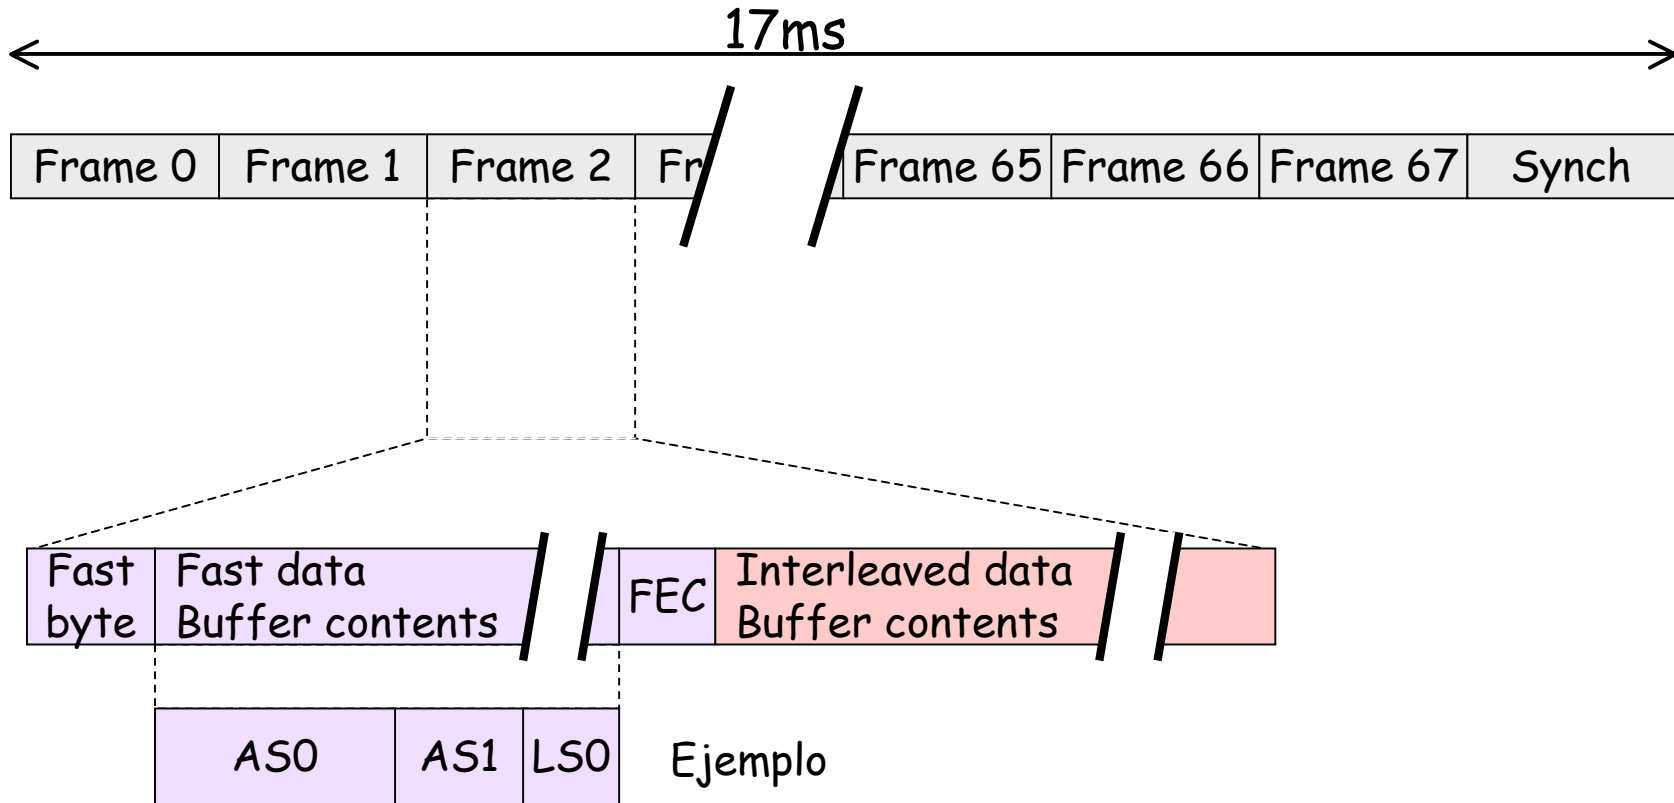 17ms
Frame 0 Frame 1 Frame 2 Fr Frame 65 Frame 66 Frame 67 Synch
Fast Fast data FEC Interleaved data
byte Buffer contents Buffer contents
AS0 AS1 LS0 Ejemplo